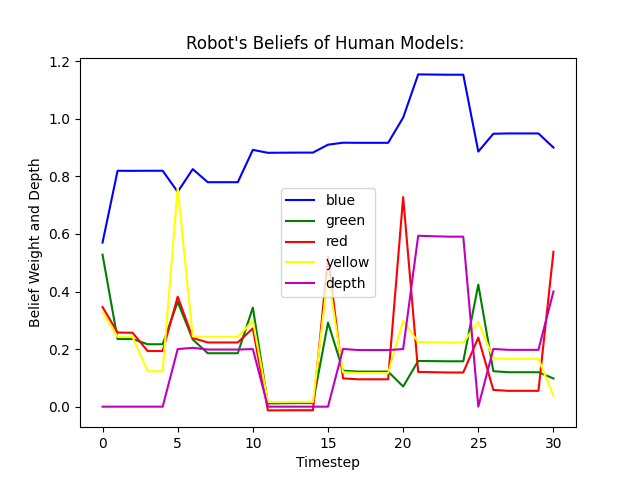 Robot's Beliefs of Human Models:
Belief Weight and Depth
1.2
1.0
0.8
0.6
0.4
0.2
0.0
blue
green
red
yellow
depth
0 5 10 15 20 25 30
Timestep